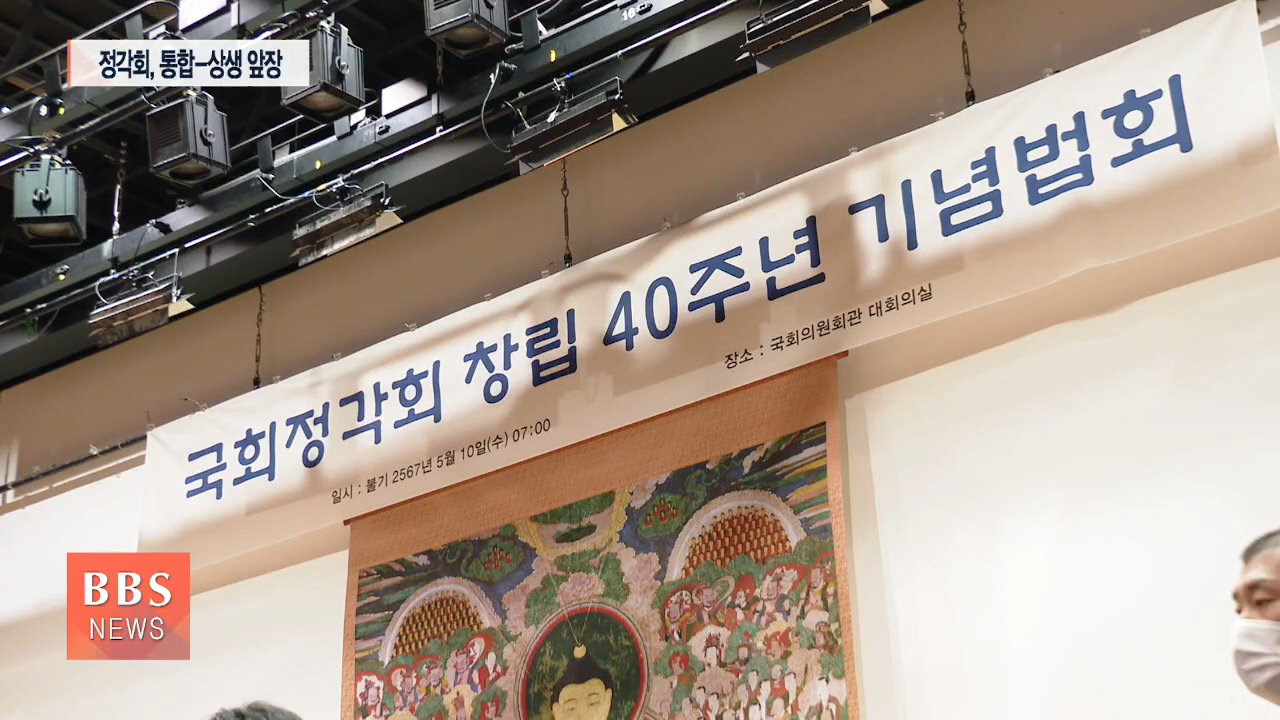 정각회, 통합-상생 앞장
국회정각회 창립 40주년 기념법회
일시 : 불기 2567년 5월 10일(수) 07:00
장소 : 국회의원회관 대회의실
BBS
NEWS